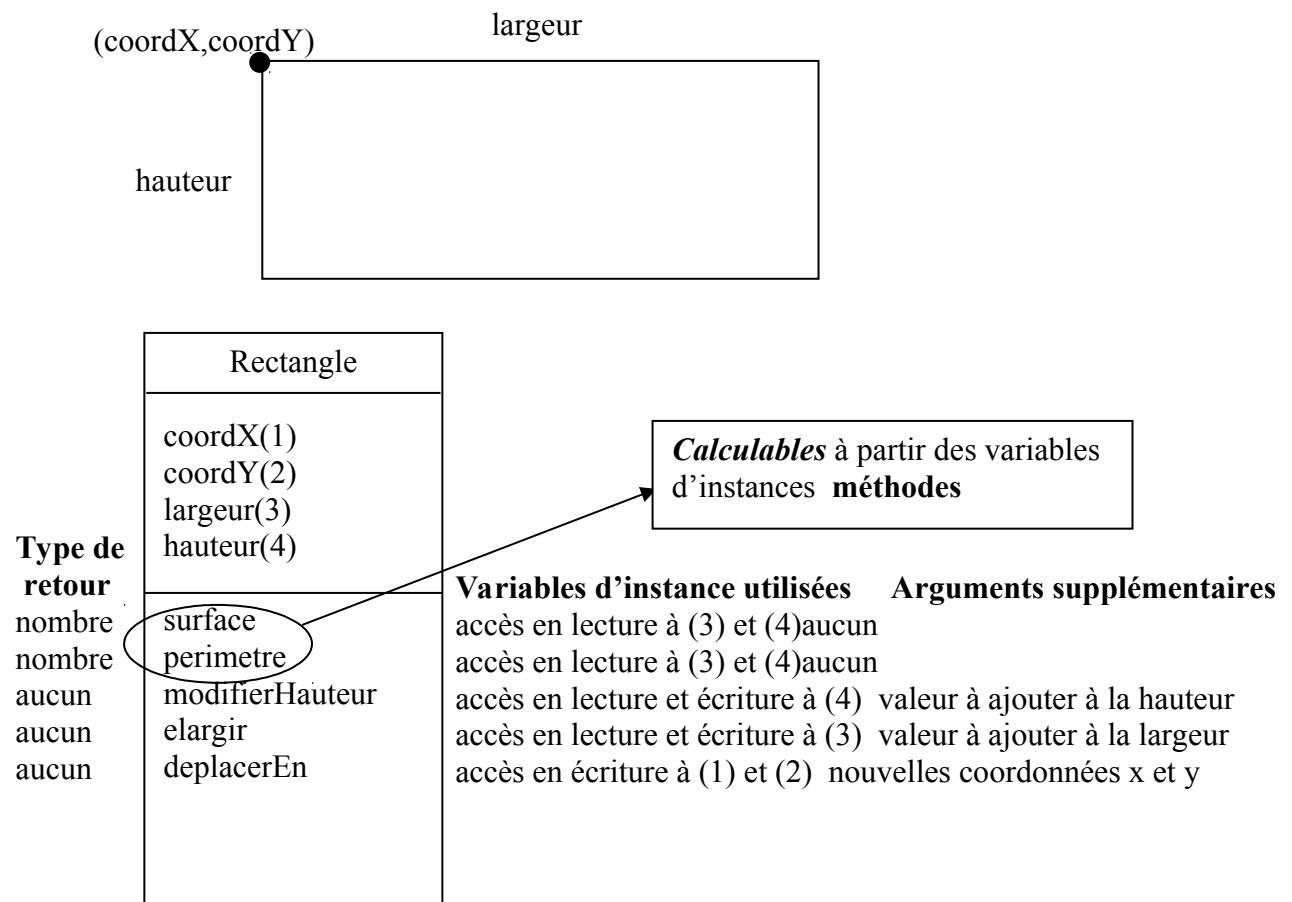 largeur
(coordX,coordY)
hauteur
Rectangle
coordX(1)
coordY(2)
largeur(3)
hauteur(4)
Calculables à partir des variables
d’instances  méthodes
Type de
retour
Variables d’instance utilisées Arguments supplémentaires
nombre surface accès en lecture à (3) et (4)aucun
nombre perimetre accès en lecture à (3) et (4)aucun
aucun modifierHauteur accès en lecture et écriture à (4) valeur à ajouter à la hauteur
aucun elargir accès en lecture et écriture à (3) valeur à ajouter à la largeur
aucun deplacerEn accès en écriture à (1) et (2) nouvelles coordonnées x et y